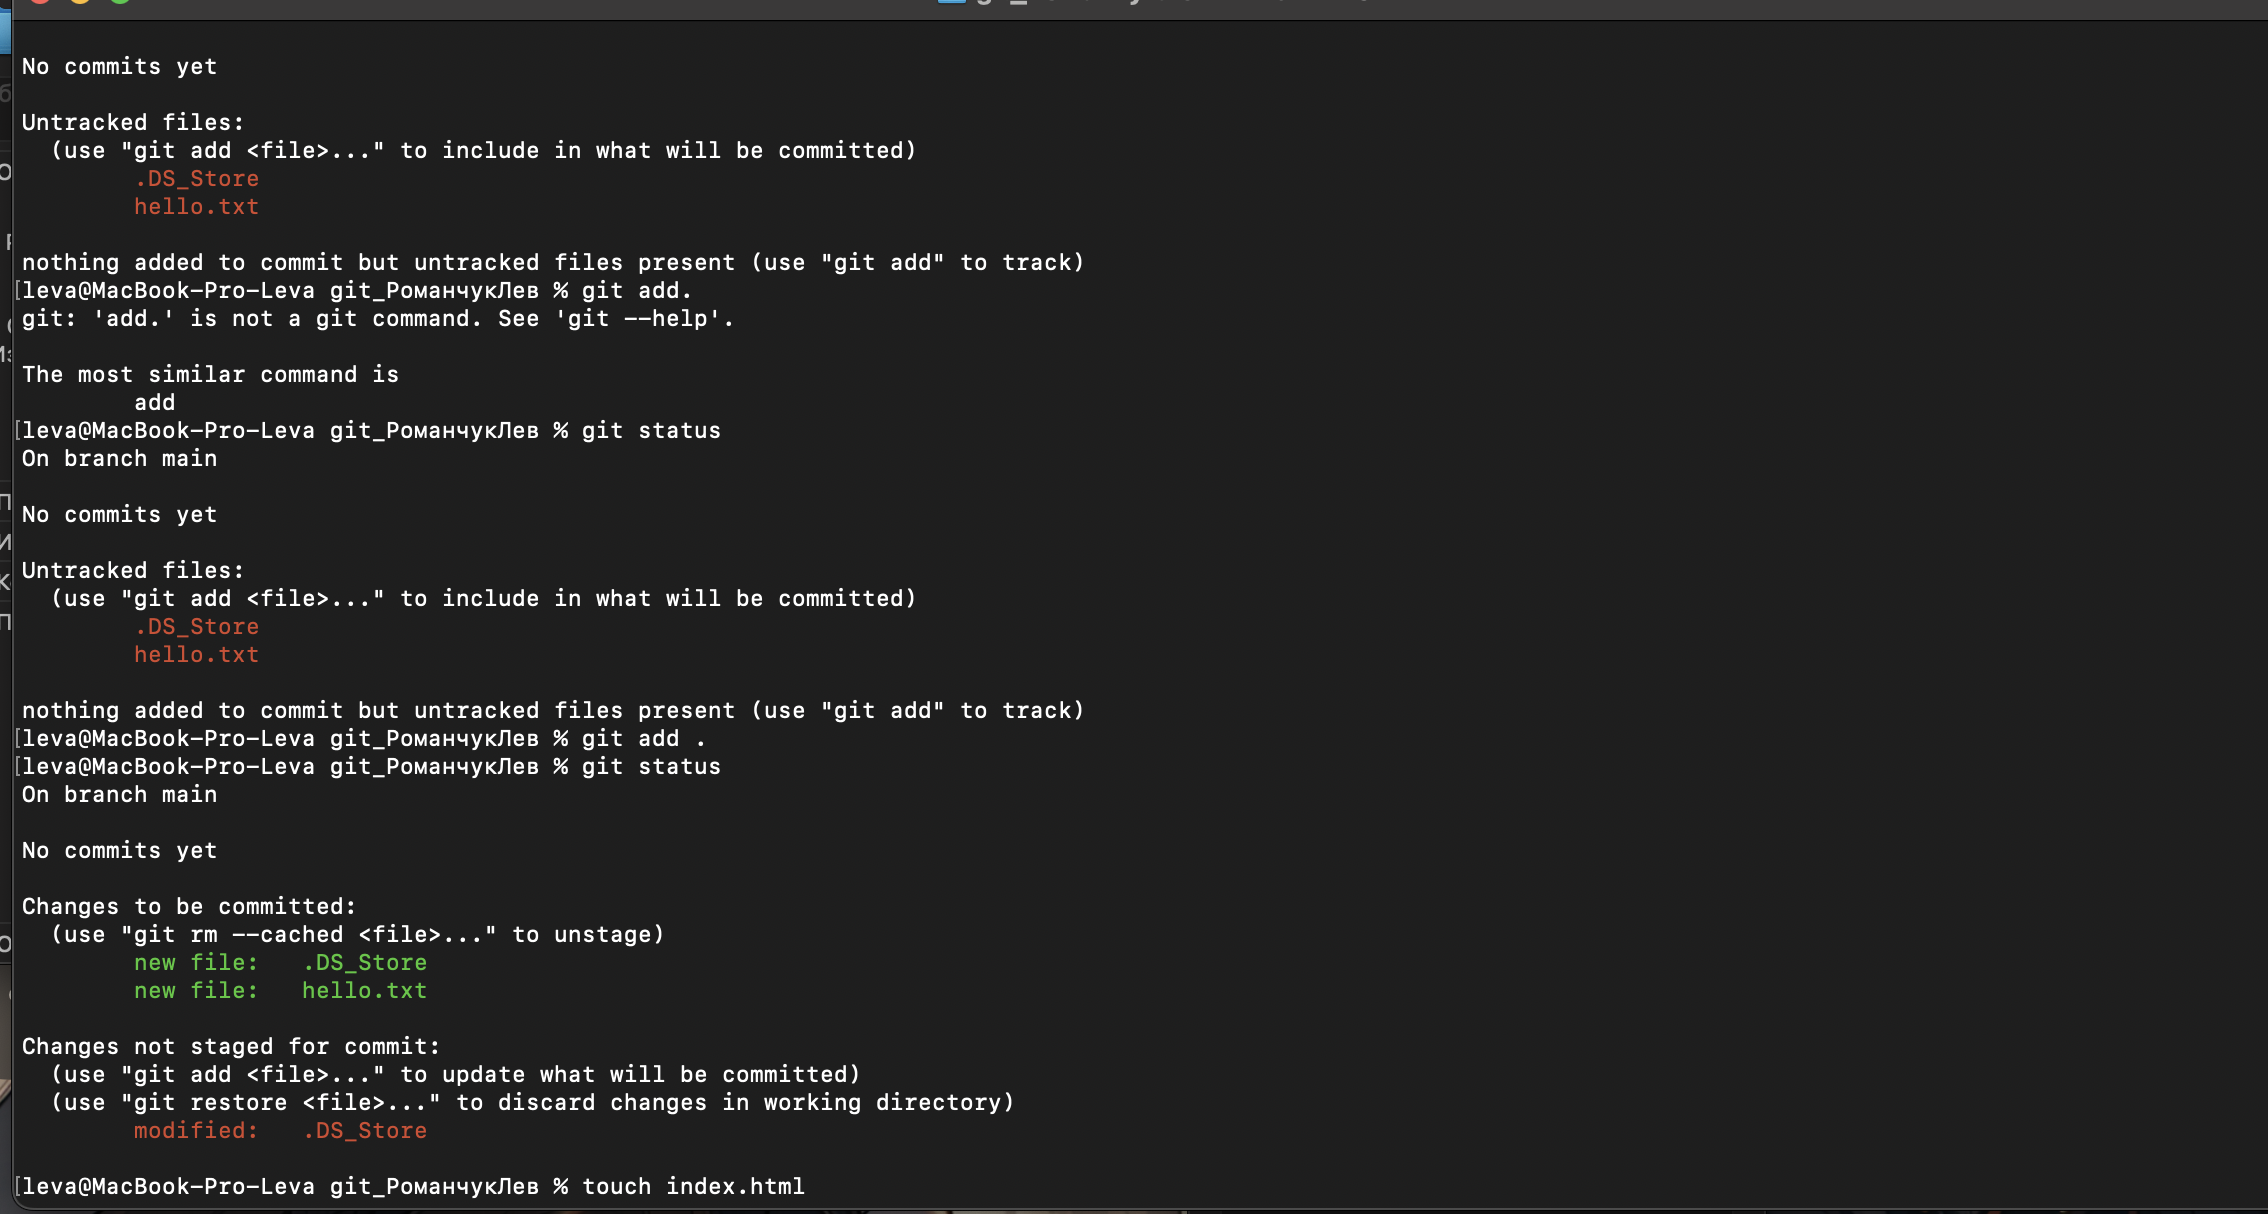 No commits yet
Untracked files:
(use "git add <file>..." to include in what will be committed)
.DS_Store
hello.txt
nothing added to commit but untracked files present (use "git add" to track)
[leva@MacBook-Pro-Leva git_РоманчукЛев % git add.
git: 'add.' is not a git command. See 'git --help'.
The most similar command is
add
[leva@MacBook-Pro-Leva git_РоманчукЛев % git status
On branch main
No commits yet
Untracked files:
(use "git add <file>..." to include in what will be committed)
.DS_Store
hello.txt
nothing added to commit but untracked files present (use "git add" to track)
[leva@MacBook-Pro-Leva git_РоманчукЛев % git add .
[leva@MacBook-Pro-Leva git_РоманчукЛев % git status
On branch main
No commits yet
Changes to be committed:
(use "git rm --cached <file>..." to unstage)
new file:   .DS_Store
new file:   hello.txt
Changes not staged for commit:
(use "git add <file>..." to update what will be committed)
(use "git restore <file>..." to discard changes in working directory)
modified:   .DS_Store
[leva@MacBook-Pro-Leva git_РоманчукЛев % touch index.html